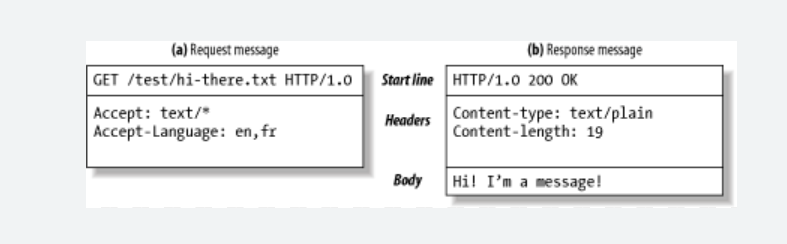 (a) Request message
GET /test/hi-there.txt HTTP/1.0
Accept: text/*
Accept-Language: en,fr
Start line
Headers
Body
(b) Response message
HTTP/1.0 200 OK
Content-type: text/plain
Content-length: 19
Hi! I'm a message!